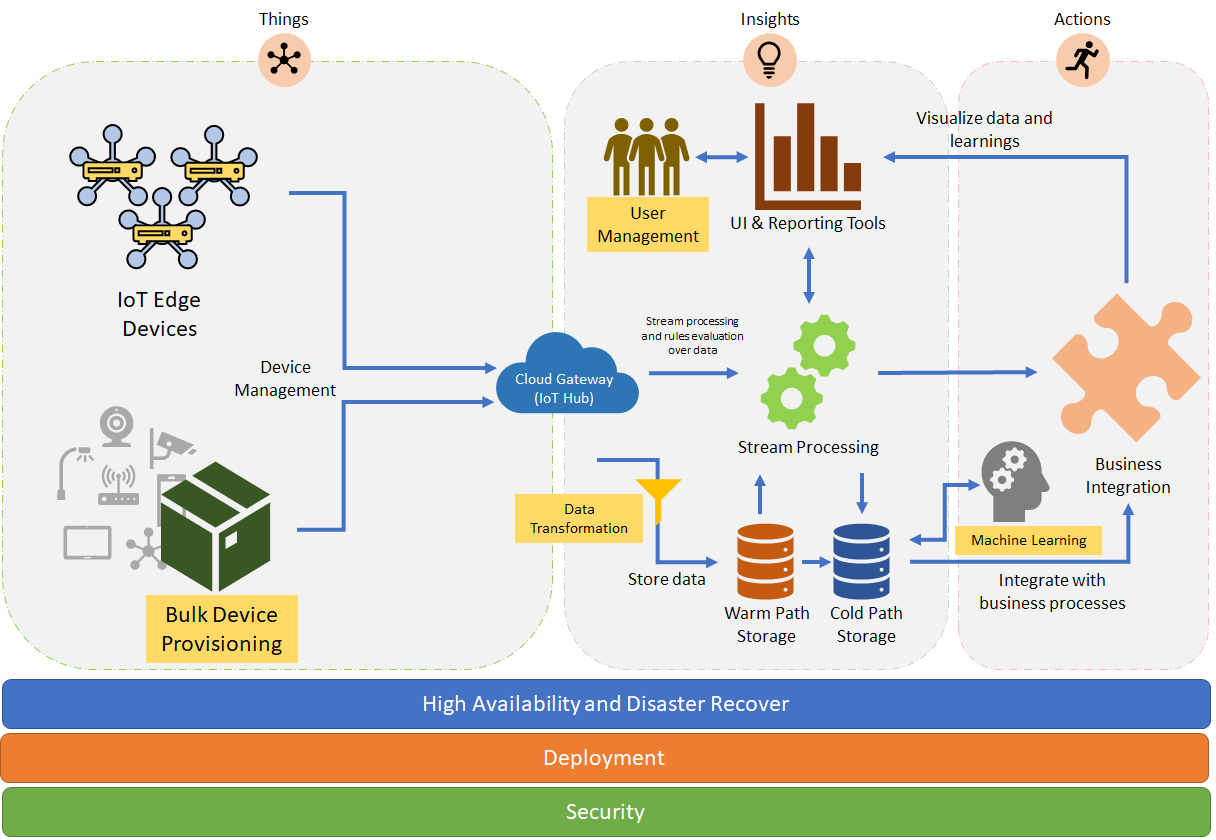 Things
Insights
Actions
IoT Edge
Devices
Device
Management
Bulk Device
Provisioning
Cloud Gateway
(IoT Hub)
User
Management
UI & Reporting Tools
Visualize data and
learnings
Stream processing
and rules evaluation
over data
Stream Processing
Data
Transformation
Store data
Warm Path
Storage
Cold Path
Storage
Business
Integration
Machine Learning
Integrate with
business processes
High Availability and Disaster Recover
Deployment
Security